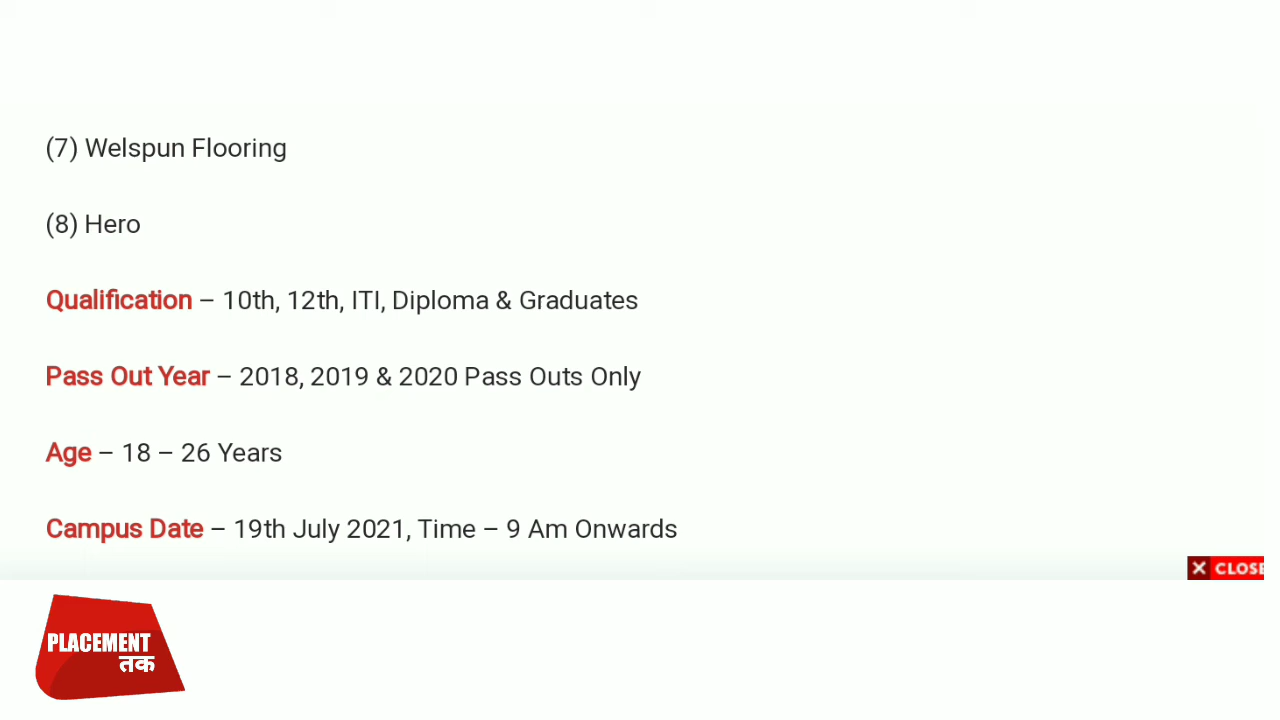 (7) Welspun Flooring
(8) Hero
Qualification – 10th, 12th, ITI, Diploma & Graduates
Pass Out Year – 2018, 2019 & 2020 Pass Outs Only
Age – 18 – 26 Years
Campus Date – 19th July 2021, Time – 9 Am Onwards
X CLOSE
PLACEMENT
तक